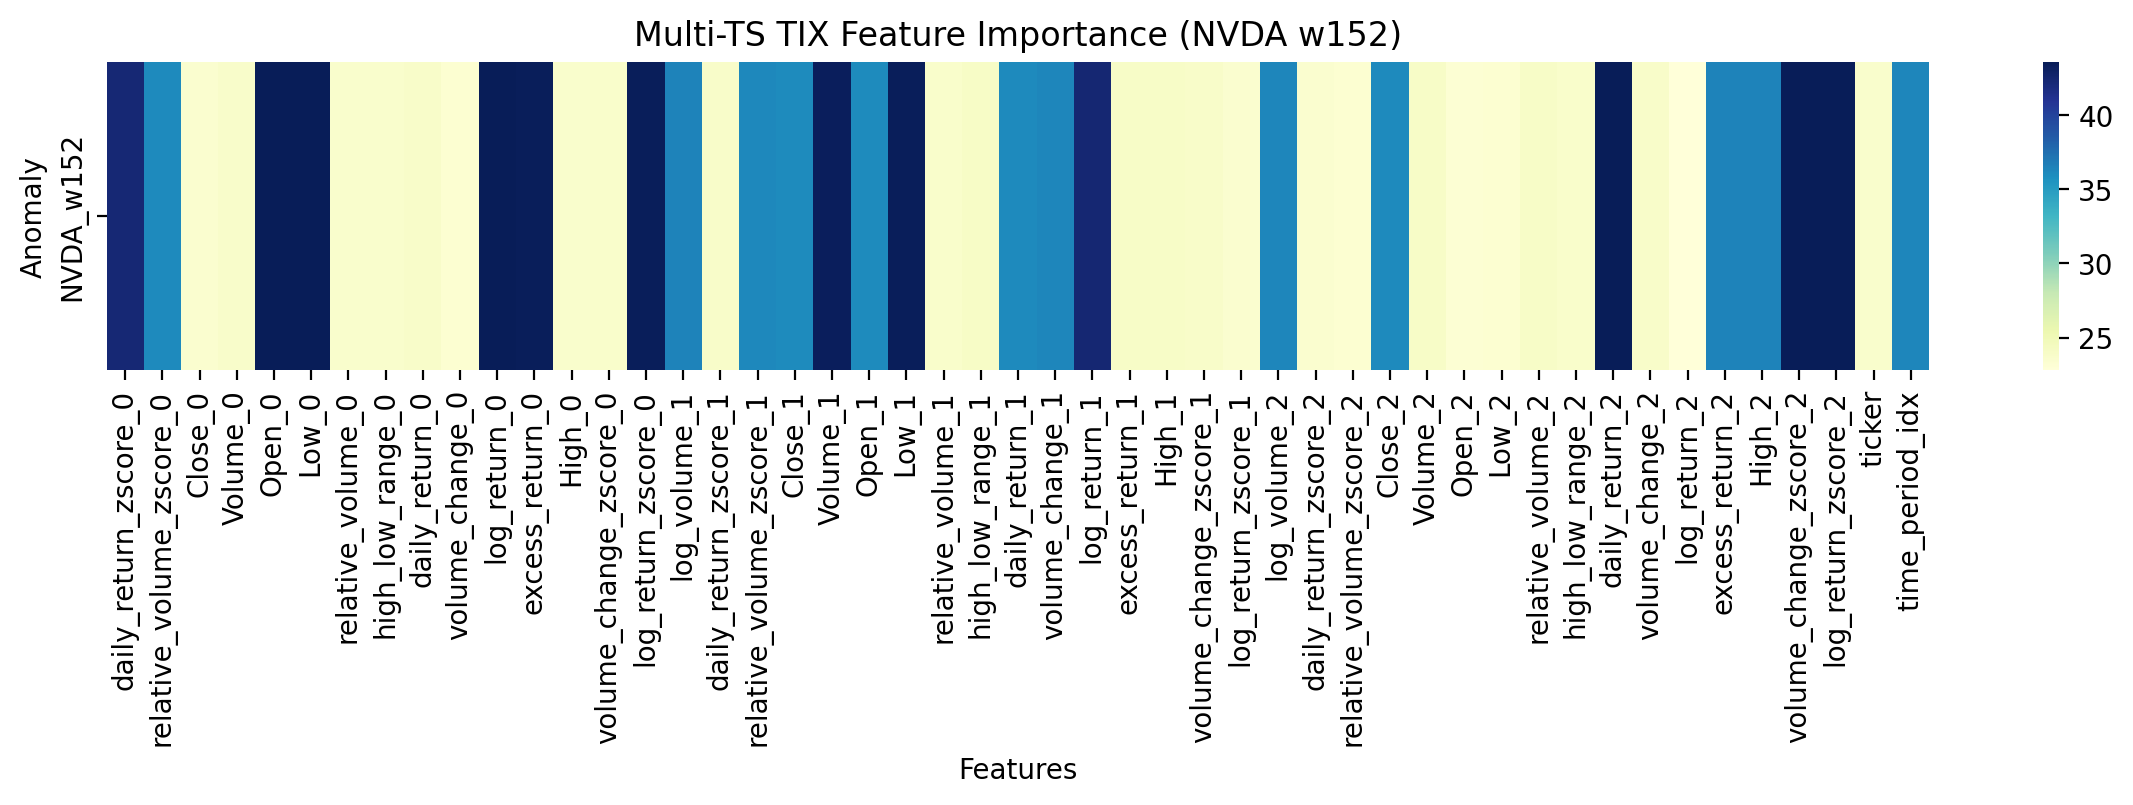 Multi-TS TIX Feature Importance (NVDA w152)
Anomaly
NVDA_w152
40
35
30
25
daily_return_zscore_0
relative_volume_zscore_0
Close_0
Volume_0
Open_0
Low_0
relative_volume_0
high_low_range_0
daily_return_0
volume_change_0
log_return_0
excess_return_0
High_0
volume_change_zscore_0
log_return_zscore_0
log_volume_1
daily_return_zscore_1
relative_volume_zscore_1
Close_1
Volume_1
Open_1
Low_1
relative_volume_1
high_low_range_1
daily_return_1
volume_change_1
log_return_1
excess_return_1
High_1
volume_change_zscore_1
log_return_zscore_1
log_volume_2
daily_return_zscore_2
relative_volume_zscore_2
Close_2
Volume_2
Open_2
Low_2
relative_volume_2
high_low_range_2
daily_return_2
volume_change_2
log_return_2
excess_return_2
High_2
volume_change_zscore_2
log_return_zscore_2
ticker
time_period_idx
Features